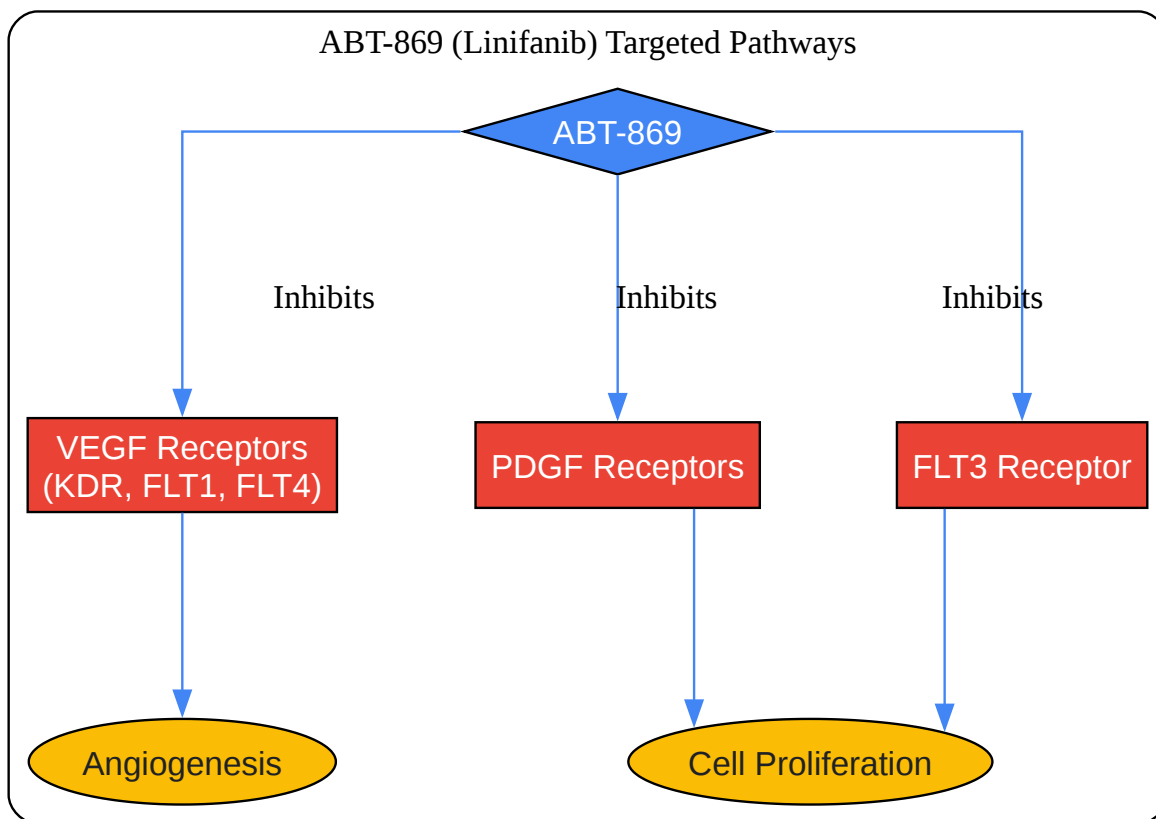 ABT-869 (Linifanib) Targeted Pathways
ABT-869
Inhibits
Inhibits
Inhibits
VEGF Receptors
(KDR, FLT1, FLT4)
PDGF Receptors
FLT3 Receptor
Angiogenesis
Cell Proliferation